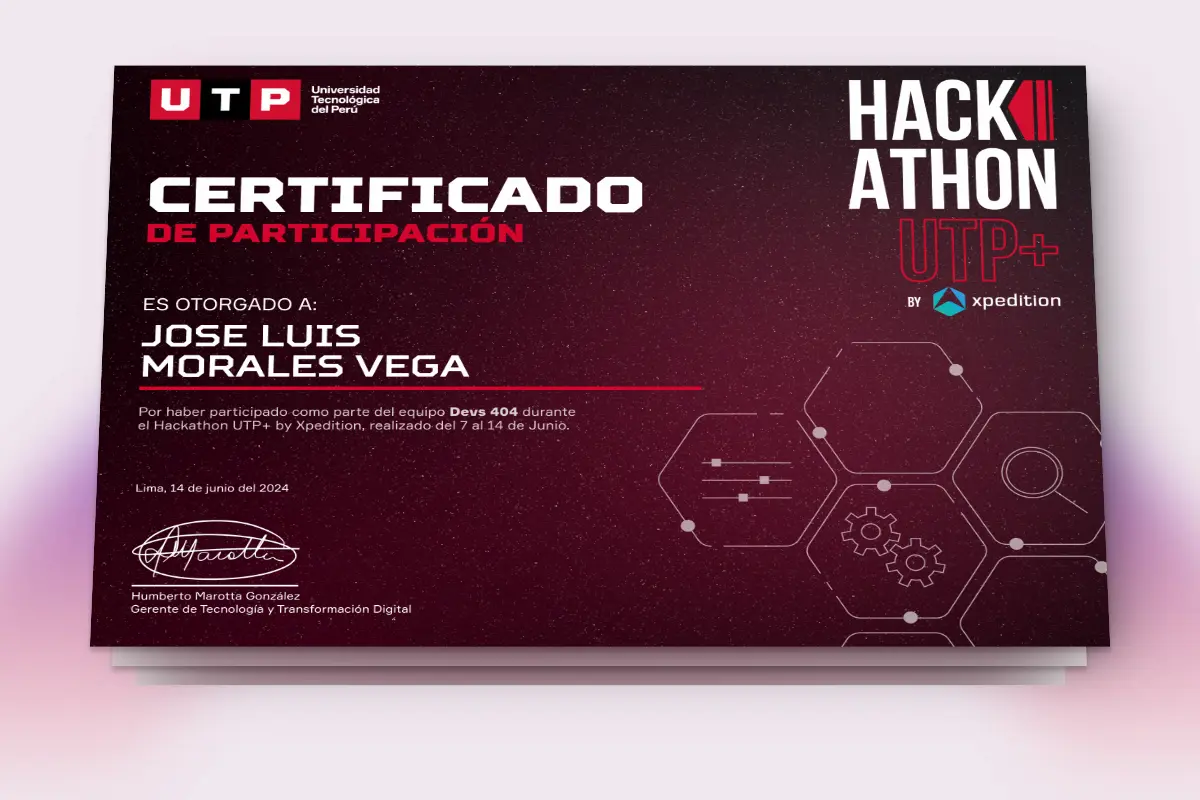 UTP
Universidad
Tecnológica
del Perú
HACK
ATHON
UTP+
BY xpedition
CERTIFICADO
DE PARTICIPACIÓN
ES OTORGADO A:
JOSE LUIS
MORALES VEGA
Por haber participado como parte del equipo Devs 404 durante
el Hackathon UTP+ by Xpedition, realizado del 7 al 14 de Junio.
Lima, 14 de junio del 2024
Humberto Marotta González
Gerente de Tecnología y Transformación Digital